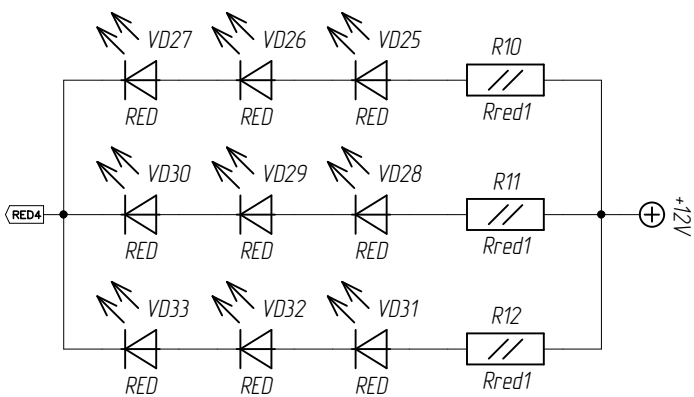 VD27 VD26 VD25 R10
RED RED RED Rred1
VD30 VD29 VD28 R11
RED4
+12V
RED RED RED Rred1
VD33 VD32 VD31 R12
RED RED RED Rred1